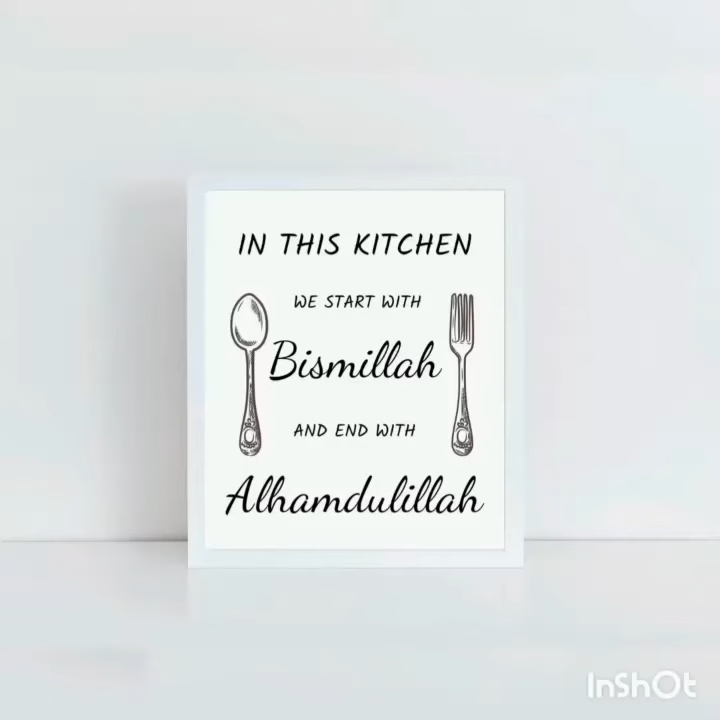 IN THIS KITCHEN
WE START WITH
Bismillah
AND END WITH
Alhamdulillah
InShOt